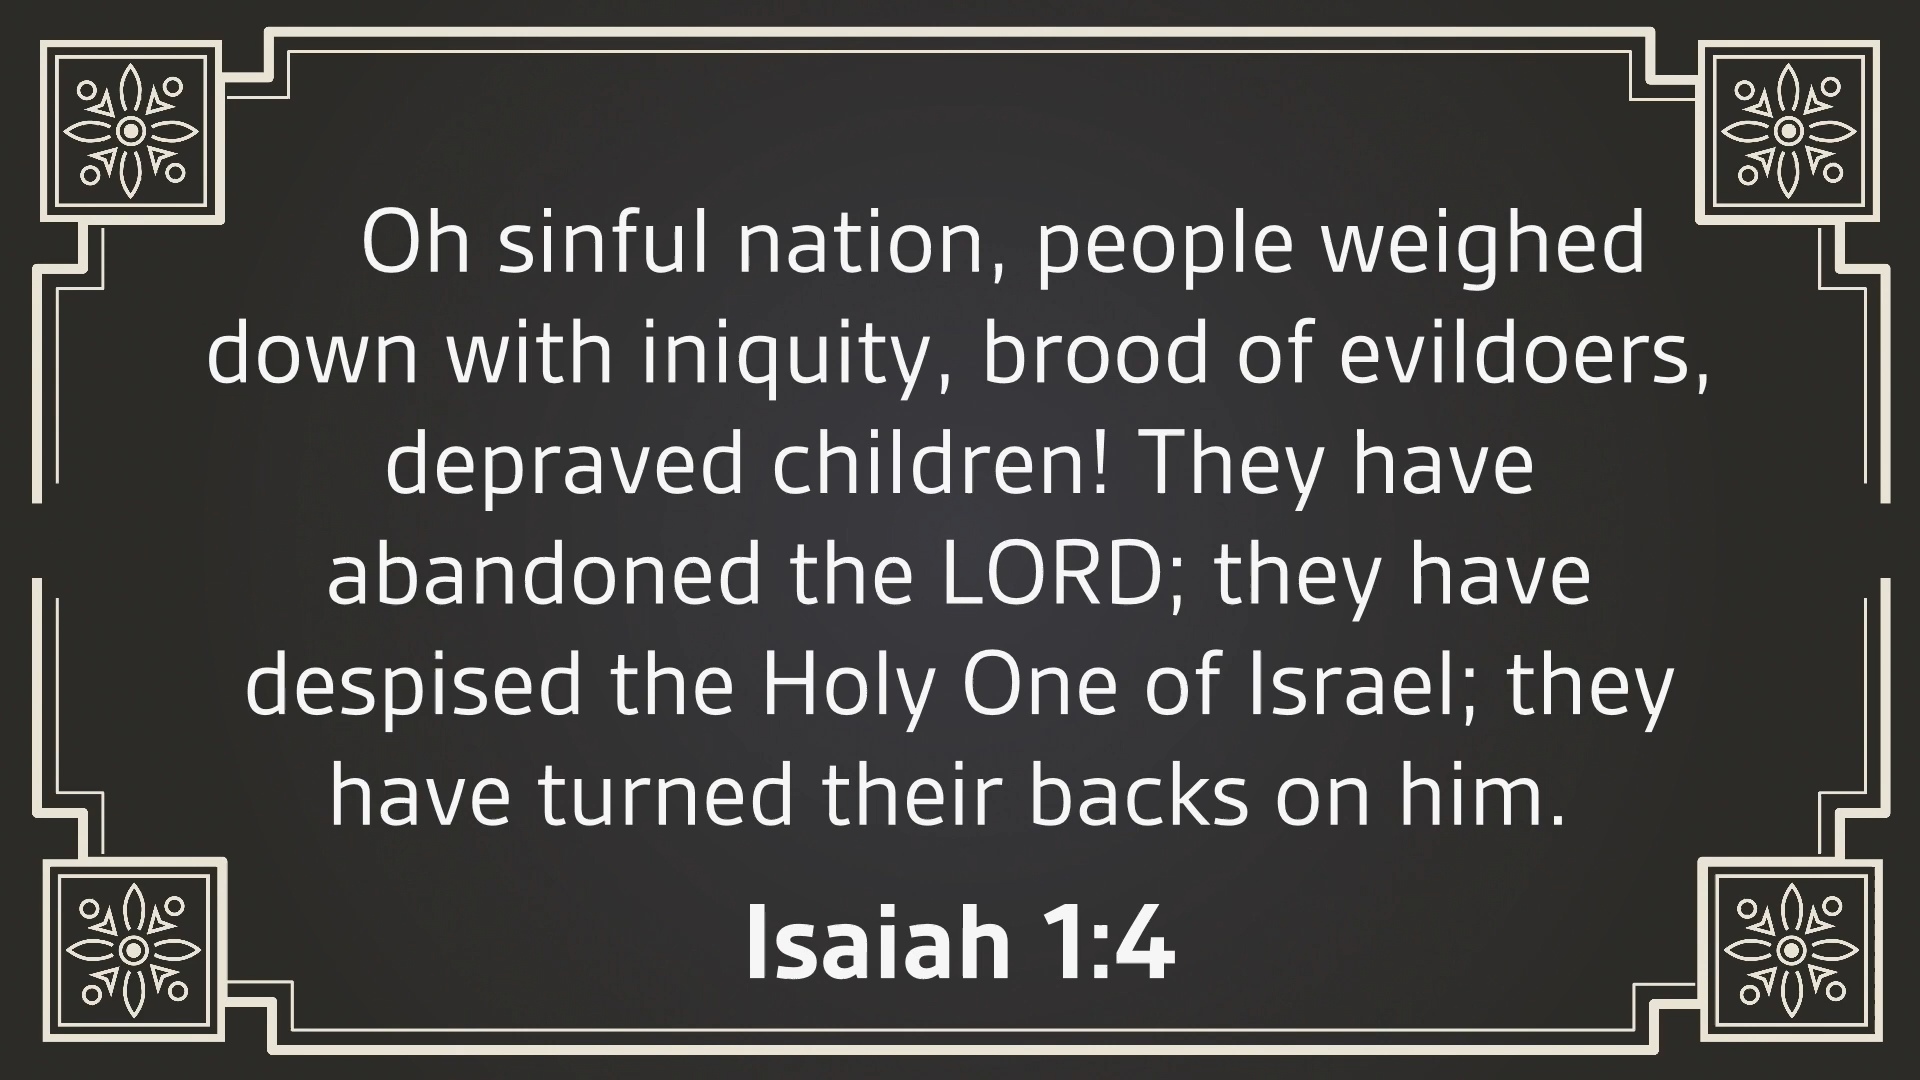 Oh sinful nation, people weighed
down with iniquity, brood of evildoers,
depraved children! They have
abandoned the LORD; they have
despised the Holy One of Israel; they
have turned their backs on him.
Isaiah 1:4